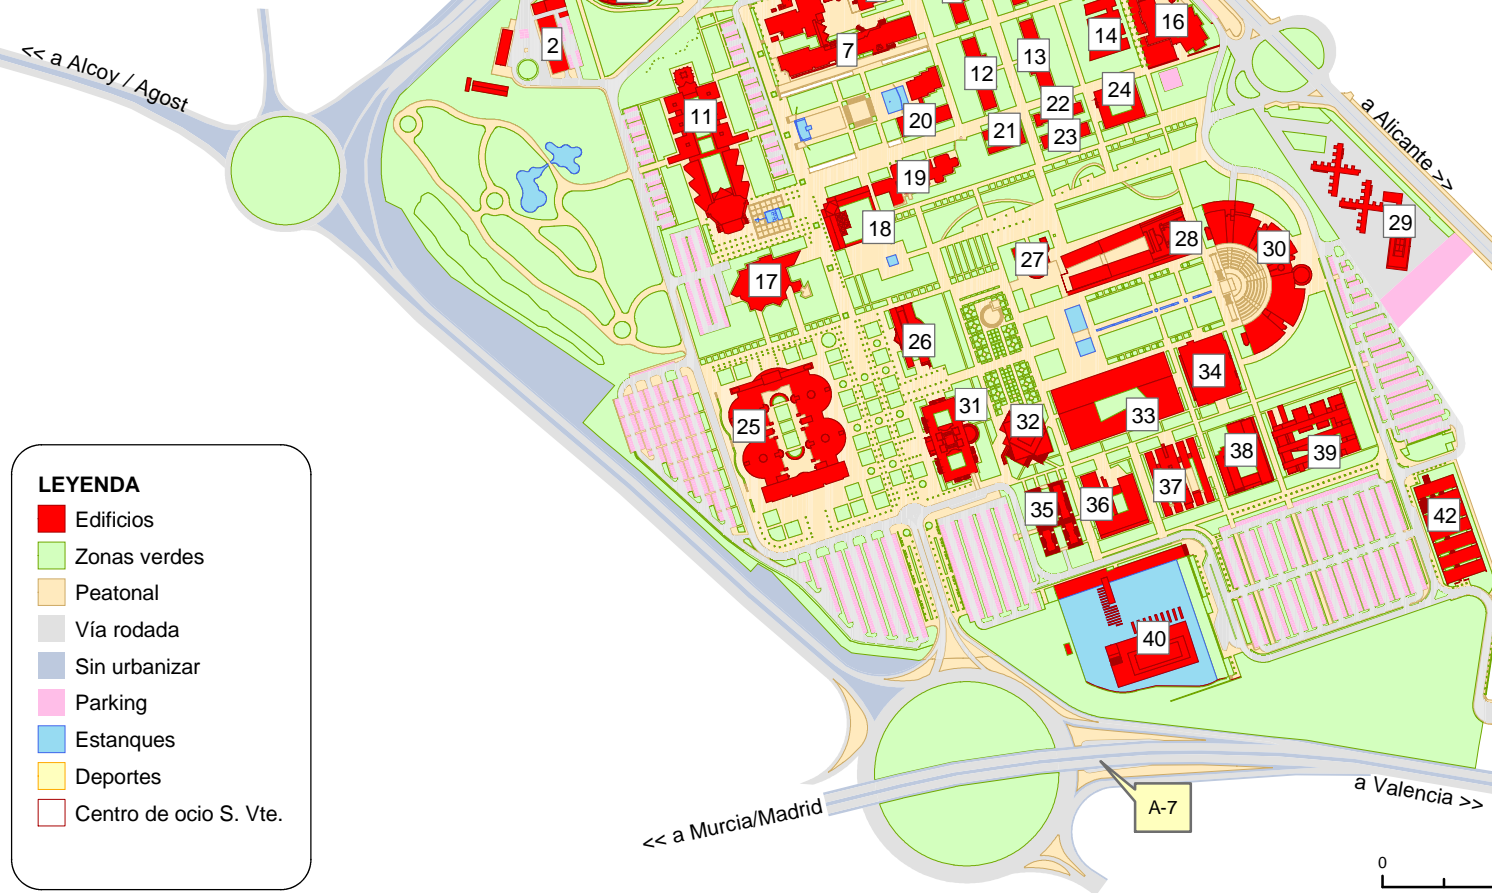 16
14
2
7
13
12
<< a Alcoy / Agost
24
22
20
11
21
23
a Alicante >>
19
29
18
28
30
27
17
26
34
31
33
25
32
38
39
37
36
35
42
LEYENDA
Edificios
Zonas verdes
Peatonal
Vía rodada
40
Sin urbanizar
Parking
Estanques
Deportes
Centro de ocio S. Vte.
a Valencia >>
A-7
<< a Murcia/Madrid
0